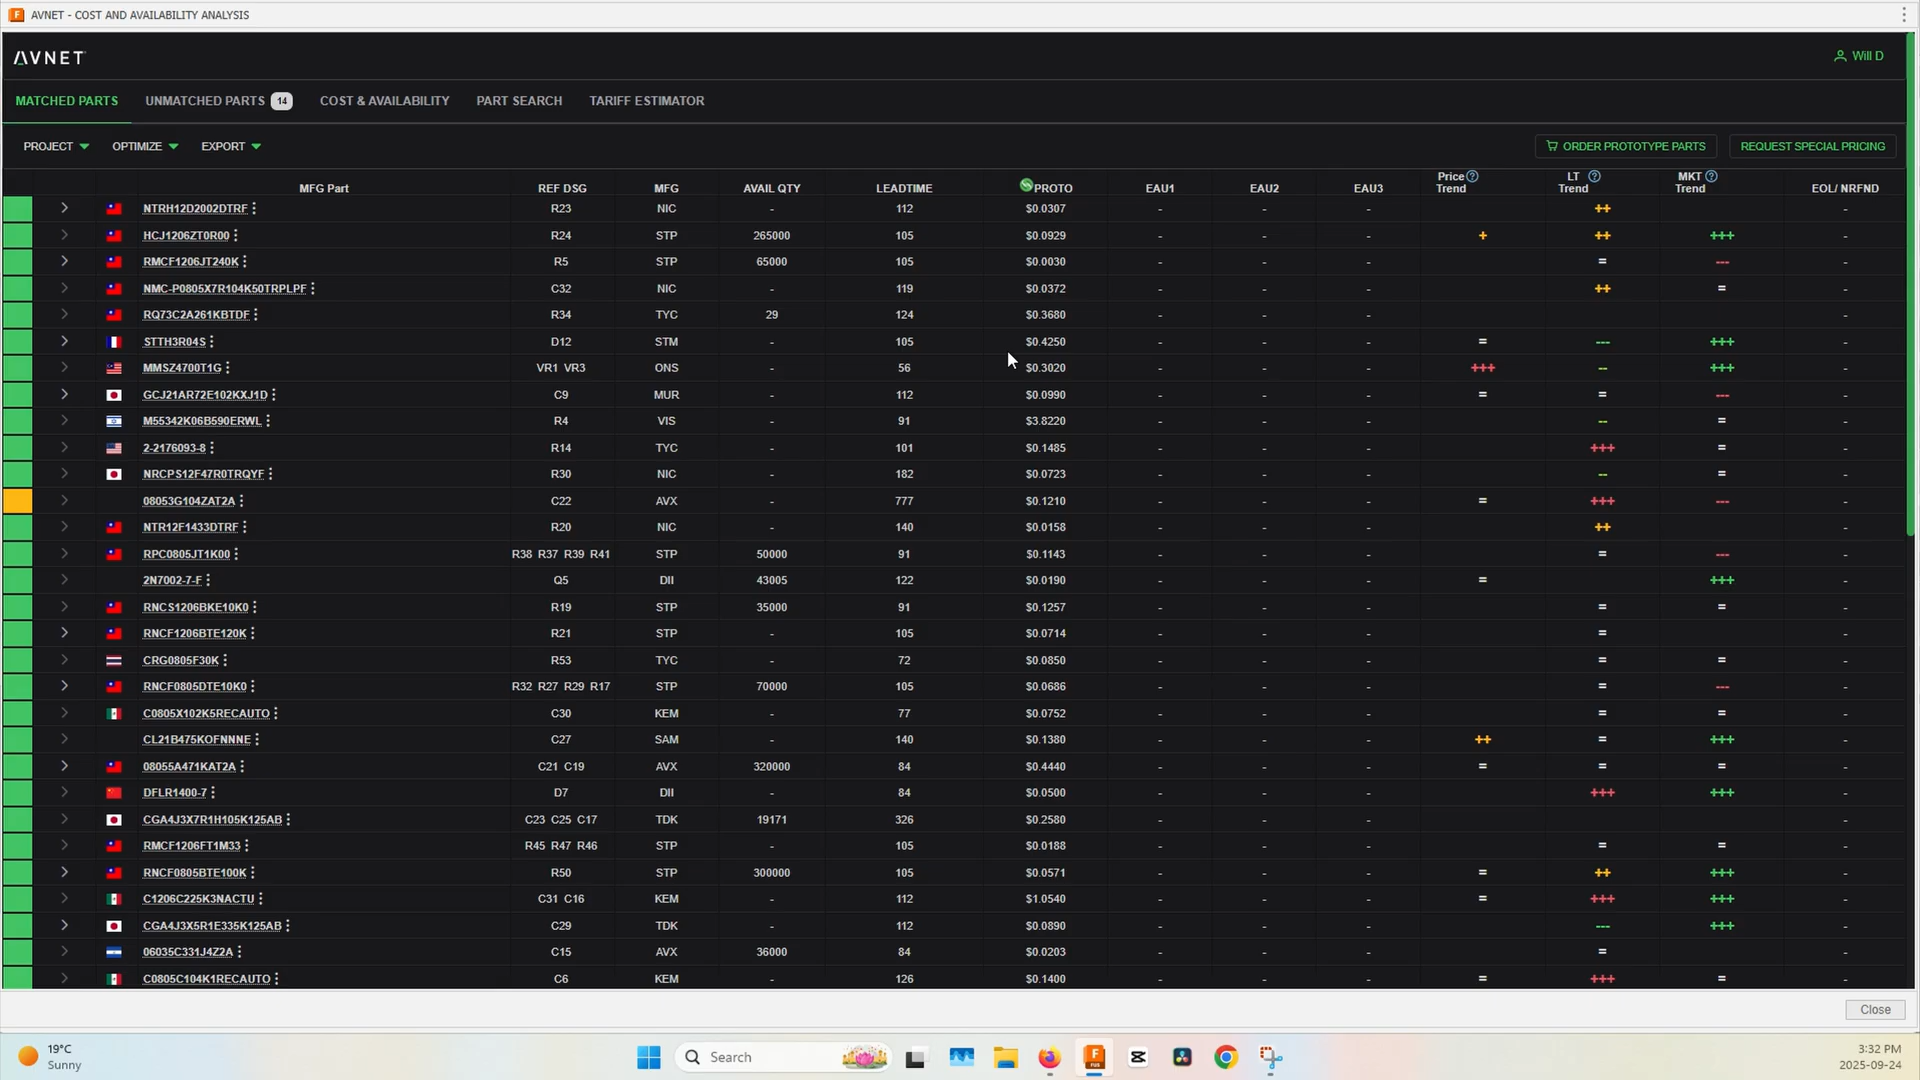 AVNET - COST AND AVAILABILITY ANALYSIS
AVNET
Will D
MATCHED PARTS UNMATCHED PARTS 14 COST & AVAILABILITY PART SEARCH TARIFF ESTIMATOR
PROJECT OPTIMIZE EXPORT ORDER PROTOTYPE PARTS REQUEST SPECIAL PRICING
MFG Part REF DSG MFG AVAIL QTY LEADTIME PROTO EAU1 EAU2 EAU3 Price Trend LT Trend MKT Trend EOL/ NRFND
NTRH12D2002DTRF R23 NIC - 112 $0.0307 - - - ++ -
HCJ1206ZT0R00 R24 STP 265000 105 $0.0929 - - - + ++ +++ -
RMCF1206JT240K R5 STP 65000 105 $0.0030 - - - = --- -
NMC-P0805X7R104K50TRPLPF C32 NIC - 119 $0.0372 - - - ++ = -
RQ73C2A261KBTDF R34 TYC 29 124 $0.3680 - - - -
STTH3R04S D12 STM - 105 $0.4250 - - - = --- +++ -
MMSZ4700T1G VR1 VR3 ONS - 56 $0.3020 - - - +++ -- +++ -
GCJ21AR72E102KXJ1D C9 MUR - 112 $0.0990 - - - = = --- -
M55342K06B590ERWL R4 VIS - 91 $3.8220 - - - -- = -
2-2176093-8 R14 TYC - 101 $0.1485 - - - +++ = -
NRCPS12F47R0TRQYF R30 NIC - 182 $0.0723 - - - -- = -
08053G104ZAT2A C22 AVX - 777 $0.1210 - - - = +++ --- -
NTR12F1433DTRF R20 NIC - 140 $0.0158 - - - ++ -
RPC0805JT1K00 R38 R37 R39 R41 STP 50000 91 $0.1143 - - - = --- -
2N7002-7-F Q5 DII 43005 122 $0.0190 - - - = +++ -
RNCS1206BKE10K0 R19 STP 35000 91 $0.1257 - - - = = -
RNCF1206BTE120K R21 STP - 105 $0.0714 - - - = -
CRG0805F30K R53 TYC - 72 $0.0850 - - - = = -
RNCF0805DTE10K0 R32 R27 R29 R17 STP 70000 105 $0.0686 - - - = --- -
C0805X102K5RECAUTO C30 KEM - 77 $0.0752 - - - = = -
CL21B475KOFNNNE C27 SAM - 140 $0.1380 - - - ++ = +++ -
08055A471KAT2A C21 C19 AVX 320000 84 $0.4440 - - - = = = -
DFLR1400-7 D7 DII - 84 $0.0500 - - - +++ +++ -
CGA4J3X7R1H105K125AB C23 C25 C17 TDK 19171 326 $0.2580 - - - -
RMCF1206FT1M33 R45 R47 R46 STP - 105 $0.0188 - - - = = -
RNCF0805BTE100K R50 STP 300000 105 $0.0571 - - - = ++ +++ -
C1206C225K3NACTU C31 C16 KEM - 112 $1.0540 - - - = +++ +++ -
CGA4J3X5R1E335K125AB C29 TDK - 112 $0.0890 - - - --- +++ -
06035C331J4Z2A C15 AVX 36000 84 $0.0203 - - - = -
C0805C104K1RECAUTO C6 KEM - 126 $0.1400 - - - = +++ = -
Close
19°C
Sunny
Search
3:32 PM
2025-09-24